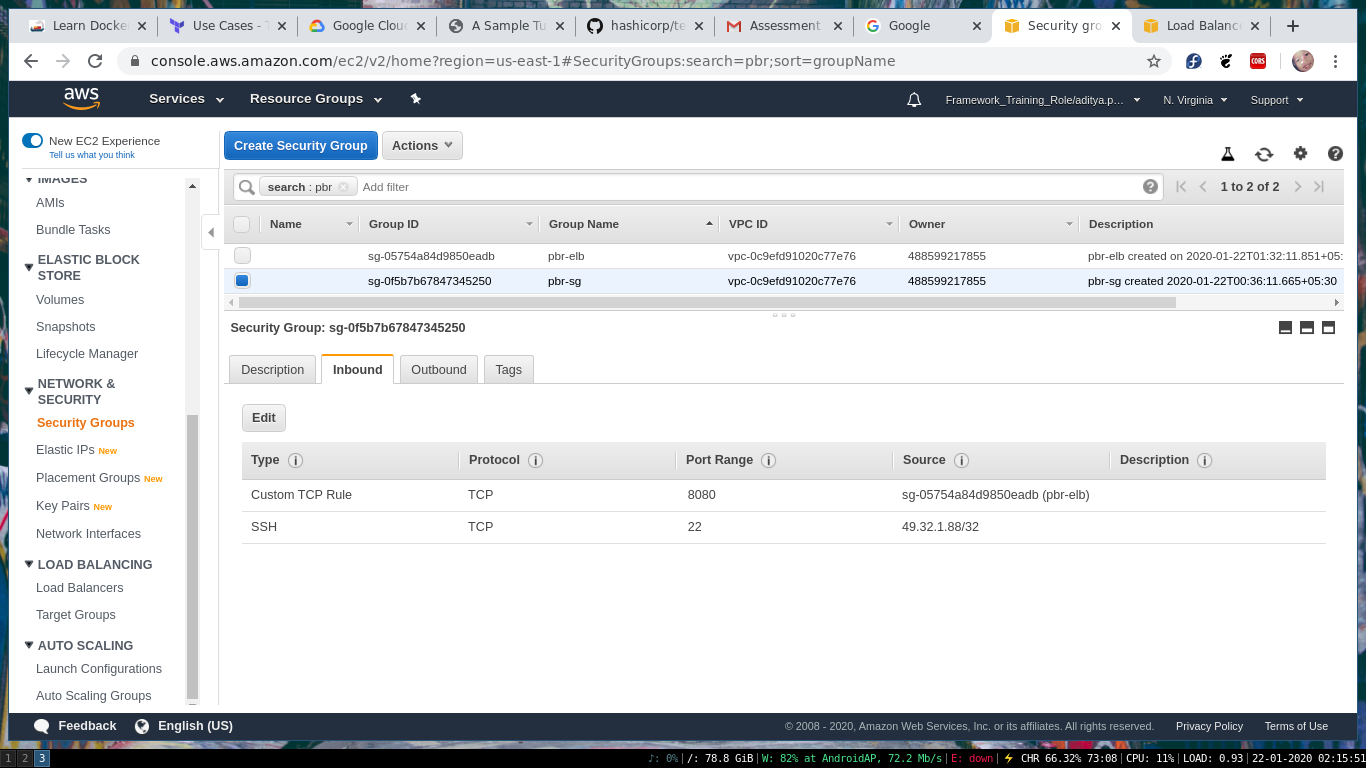 Learn Docker
Use Cases - T
Google Cloud
A Sample Tu
hashicorp/te
Assessment
Google
Security gro
Load Balance
console.aws.amazon.com/ec2/v2/home?region=us-east-1#SecurityGroups:search=pbr;sort=groupName
CORS
aws
Services
Resource Groups
Framework_Training_Role/aditya.p...
N. Virginia
Support
New EC2 Experience
Tell us what you think
Create Security Group
Actions
search : pbr
Add filter
1 to 2 of 2
Name
Group ID
Group Name
VPC ID
Owner
Description
sg-05754a84d9850eadb
pbr-elb
vpc-0c9efd91020c77e76
488599217855
pbr-elb created on 2020-01-22T01:32:11.851+05:
sg-0f5b7b67847345250
pbr-sg
vpc-0c9efd91020c77e76
488599217855
pbr-sg created 2020-01-22T00:36:11.665+05:30
IMAGES
AMIs
Bundle Tasks
ELASTIC BLOCK
STORE
Volumes
Snapshots
Lifecycle Manager
NETWORK &
SECURITY
Security Groups
Elastic IPs New
Placement Groups New
Key Pairs New
Network Interfaces
LOAD BALANCING
Load Balancers
Target Groups
AUTO SCALING
Launch Configurations
Auto Scaling Groups
Security Group: sg-0f5b7b67847345250
Description
Inbound
Outbound
Tags
Edit
Type
Protocol
Port Range
Source
Description
Custom TCP Rule
TCP
8080
sg-05754a84d9850eadb (pbr-elb)
SSH
TCP
22
49.32.1.88/32
Feedback
English (US)
© 2008 - 2020, Amazon Web Services, Inc. or its affiliates. All rights reserved.
Privacy Policy
Terms of Use
1 2 3
♪: 0%|/: 78.8 GiB|W: 82% at AndroidAP, 72.2 Mb/s|E: down|⚡ CHR 66.32% 73:08|CPU: 11%|LOAD: 0.93|22-01-2020 02:15:51